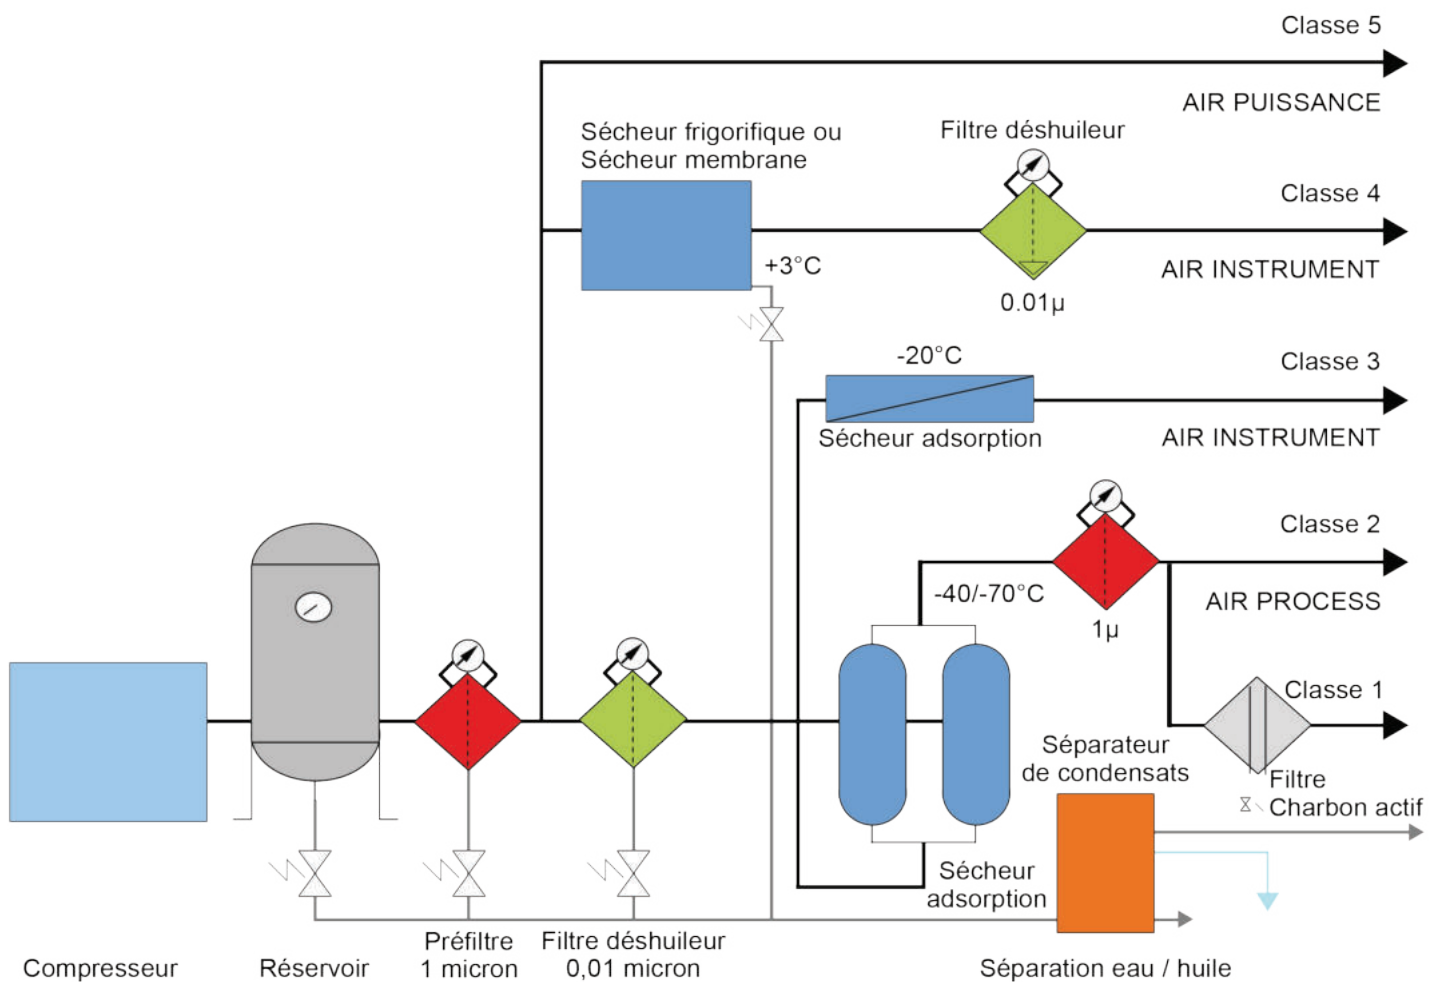 Classe 5
AIR PUISSANCE
Sécheur frigorifique ou
Sécheur membrane
Filtre déshuileur
Classe 4
+3°C
AIR INSTRUMENT
0.01µ
-20°C
Classe 3
Sécheur adsorption
AIR INSTRUMENT
Classe 2
-40/-70°C
AIR PROCESS
1µ
Classe 1
Séparateur
de condensats
Filtre
Charbon actif
Sécheur
adsorption
Compresseur
Réservoir
Préfiltre
1 micron
Filtre déshuileur
0,01 micron
Séparation eau / huile